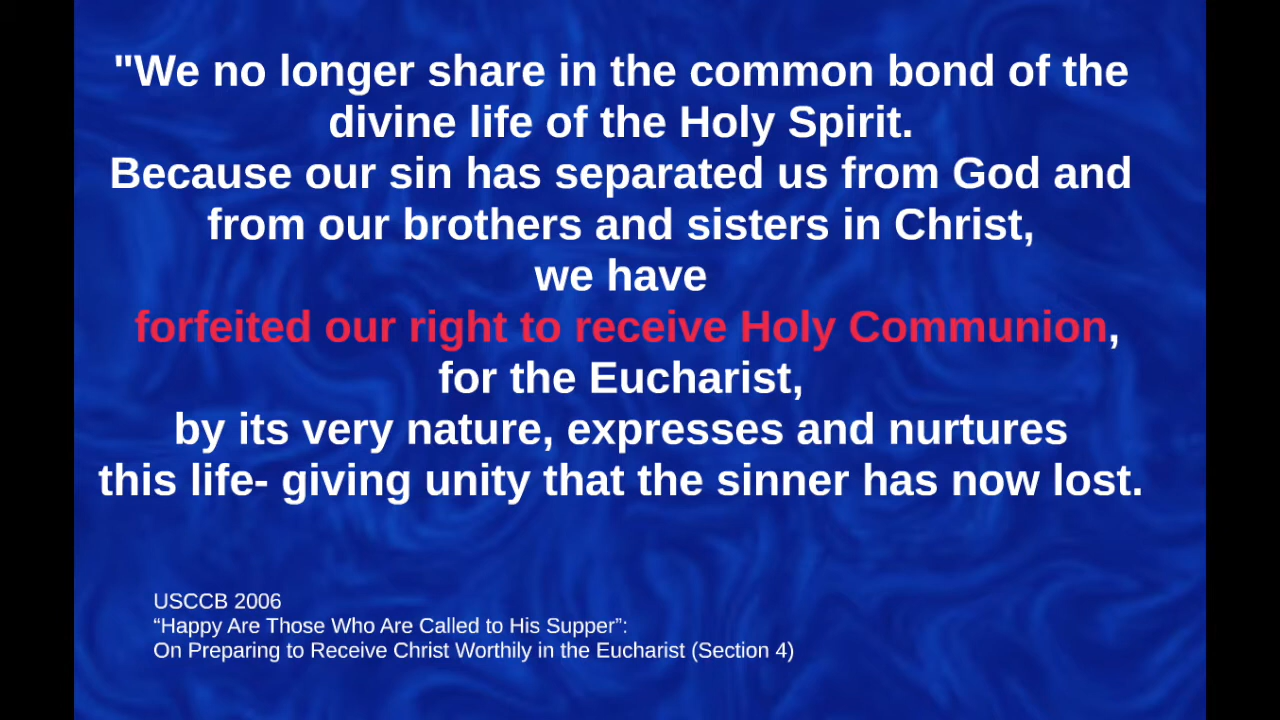 "We no longer share in the common bond of the
divine life of the Holy Spirit.
Because our sin has separated us from God and
from our brothers and sisters in Christ,
we have
forfeited our right to receive Holy Communion,
for the Eucharist,
by its very nature, expresses and nurtures
this life- giving unity that the sinner has now lost.
USCCB 2006
“Happy Are Those Who Are Called to His Supper”:
On Preparing to Receive Christ Worthily in the Eucharist (Section 4)